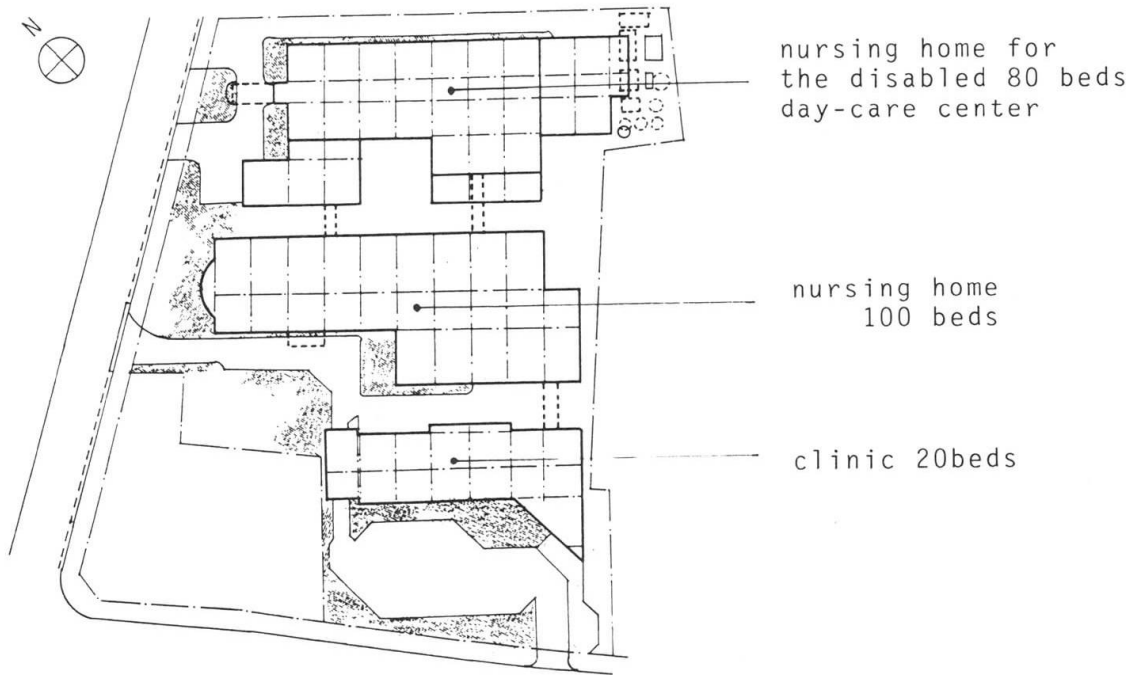 N
nursing home for
the disabled 80 beds
day-care center
nursing home
100 beds
clinic 20beds